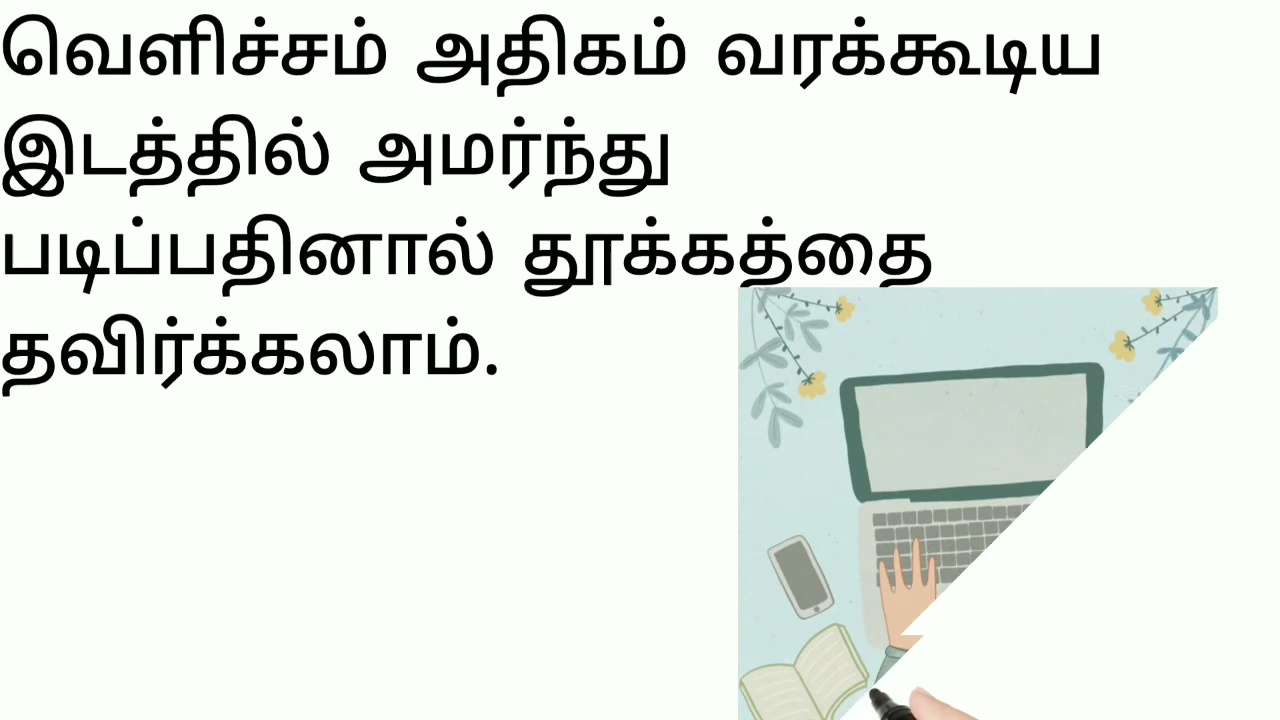 வெளிச்சம் அதிகம் வரக்கூடிய
இடத்தில் அமர்ந்து
படிப்பதினால் தூக்கத்தை
தவிர்க்கலாம்.